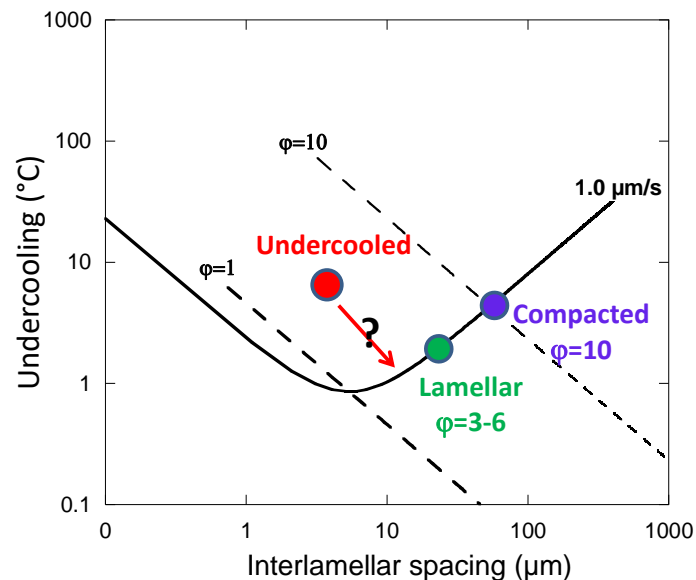 1000
100
10
1
0.1
Undercooling (°C)
φ=10
1.0 µm/s
Undercooled
φ=1
?
Compacted
φ=10
Lamellar
φ=3-6
0
1
10
100
1000
Interlamellar spacing (µm)